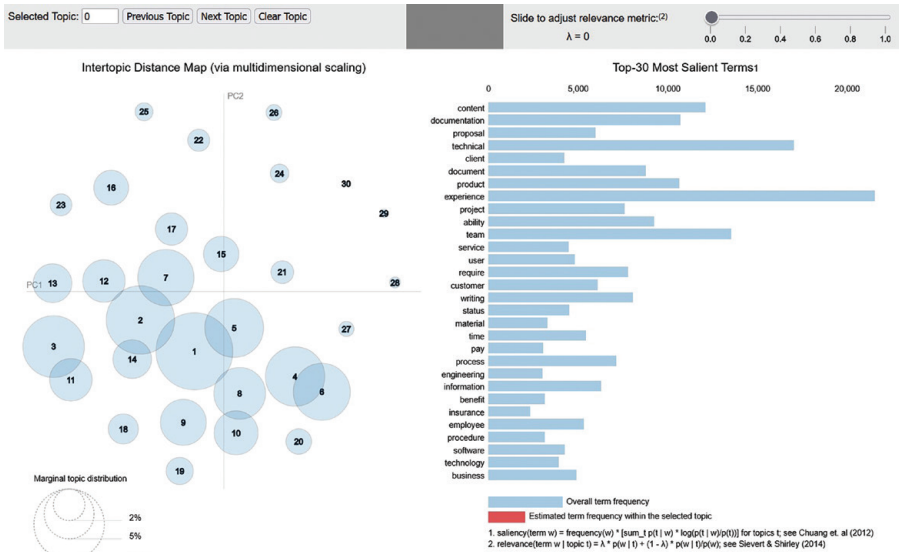 Selected Topic: 0 Previous Topic Next Topic Clear Topic
Slide to adjust relevance metric:(2)
λ = 0
0.0 0.2 0.4 0.6 0.8 1.0
Intertopic Distance Map (via multidimensional scaling)
PC2
PC1
25
26
22
24
30
16
23
29
17
15
21
7
12
13
28
2
5
27
3
1
14
11
4
6
8
9
10
18
20
19
Marginal topic distribution
2%
5%
Top-30 Most Salient Terms1
0 5,000 10,000 15,000 20,000
content
documentation
proposal
technical
client
document
product
experience
project
ability
team
service
user
require
customer
writing
status
material
time
pay
process
engineering
information
benefit
insurance
employee
procedure
software
technology
business
Overall term frequency
Estimated term frequency within the selected topic
1. saliency(term w) = frequency(w) * [sum_t p(t | w) * log(p(t | w)/p(t))] for topics t; see Chuang et. al (2012)
2. relevance(term w | topic t) = λ * p(w | t) + (1 - λ) * p(w | t)/p(w); see Sievert & Shirley (2014)